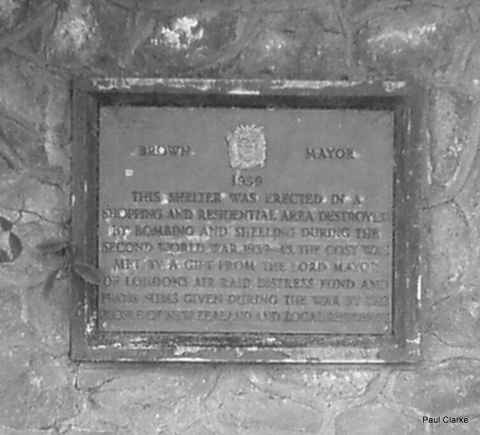 BROWN MAYOR
1959
THIS SHELTER WAS ERECTED IN A
SHOPPING AND RESIDENTIAL AREA DESTROYED
BY BOMBING AND SHELLING DURING THE
SECOND WORLD WAR 1939-45. THE COST WAS
MET BY A GIFT FROM THE LORD MAYOR
OF LONDON'S AIR RAID DISTRESS FUND AND
FROM SUMS GIVEN DURING THE WAR BY THE
PEOPLE OF NEW ZEALAND AND LOCAL
Paul Clarke